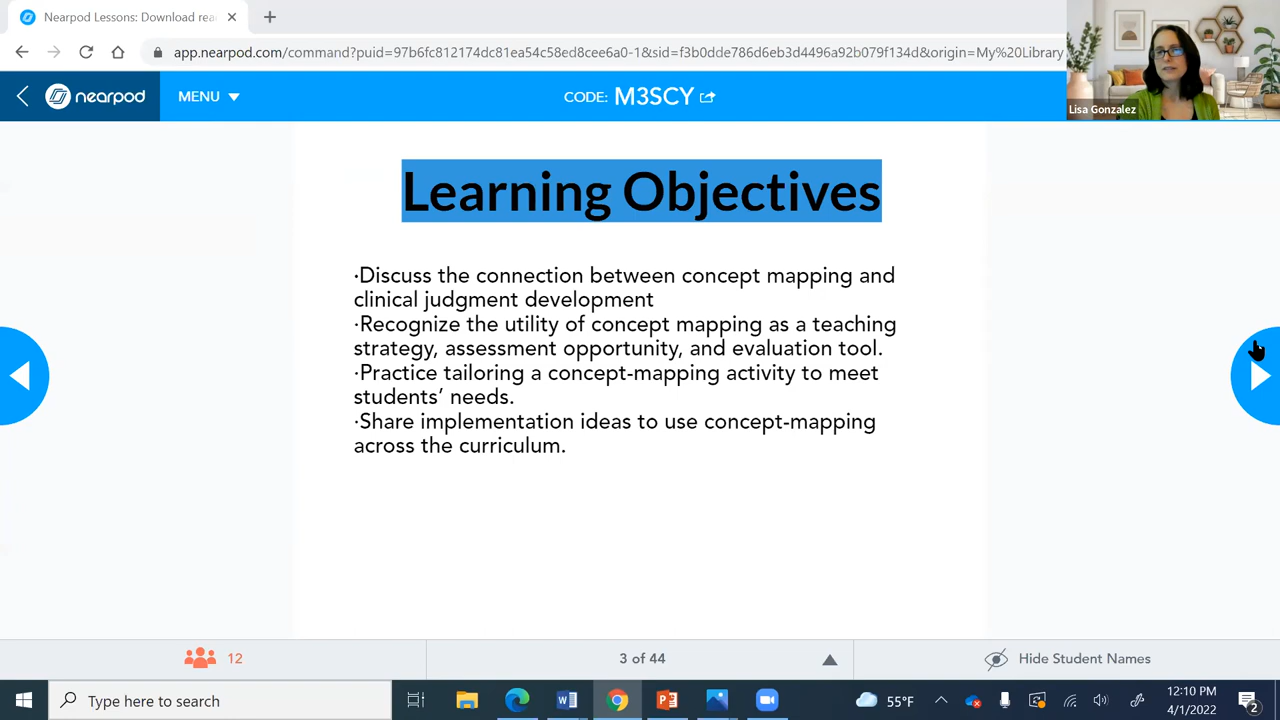 Nearpod Lessons: Download rea
app.nearpod.com/command?puid=97b6fc812174dc81ea54c58ed8cee6a0-1&sid=f3b0dde786d6eb3d4496a92b079f134d&origin=My%20Library
Lisa Gonzalez
nearpod
MENU
CODE: M3SCY
Learning Objectives
·Discuss the connection between concept mapping and
clinical judgment development
·Recognize the utility of concept mapping as a teaching
strategy, assessment opportunity, and evaluation tool.
·Practice tailoring a concept-mapping activity to meet
students’ needs.
·Share implementation ideas to use concept-mapping
across the curriculum.
12
3 of 44
Hide Student Names
Type here to search
55°F
12:10 PM
4/1/2022
2